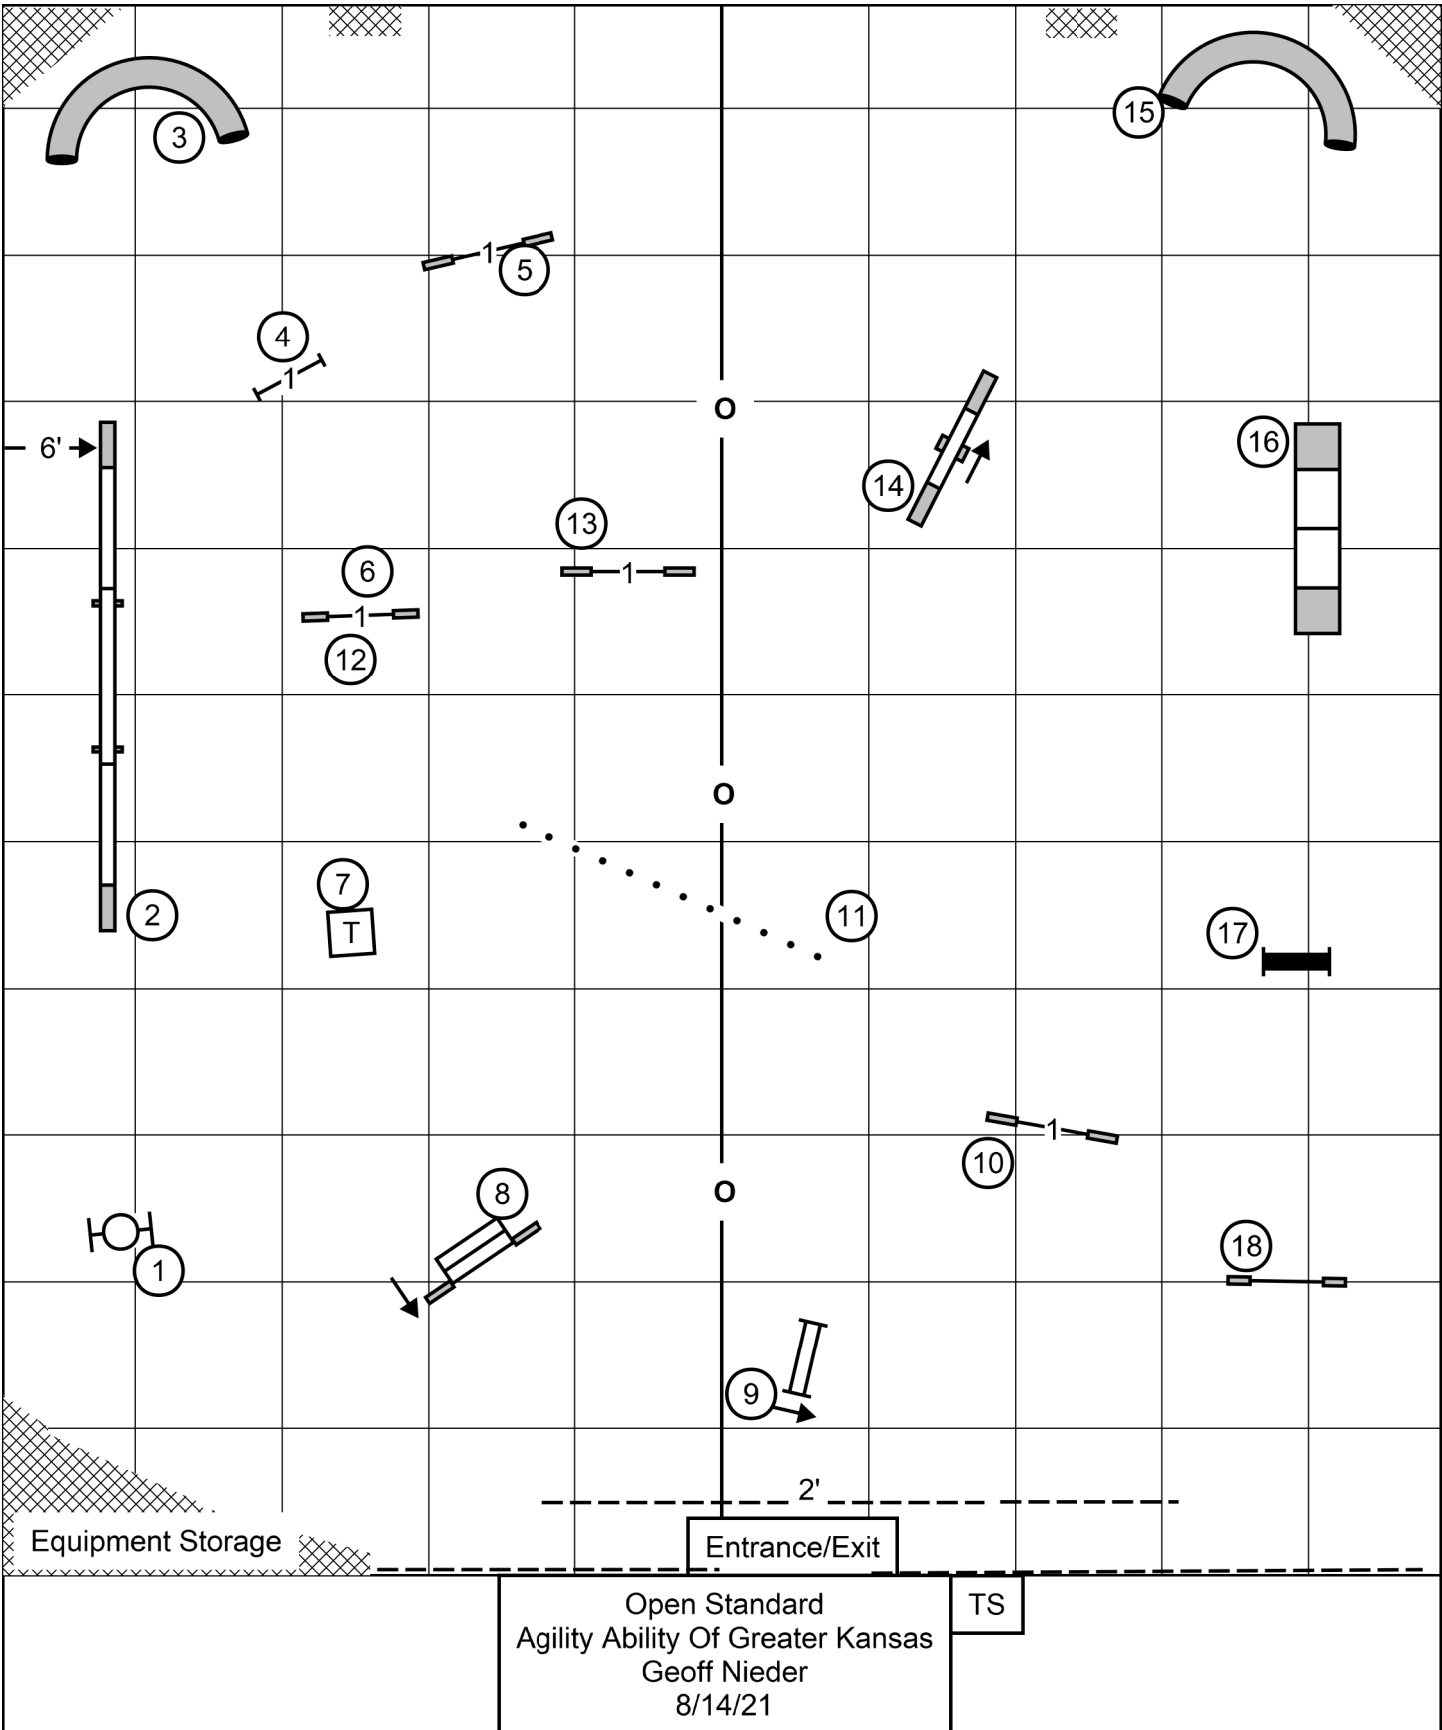 3
15
1
5
4
1
O
6'
16
14
13
6
1
1
12
O
7
11
2
T
17
1
10
8
O
18
1
9
2'
Equipment Storage
Entrance/Exit
Open Standard
TS
Agility Ability Of Greater Kansas
Geoff Nieder
8/14/21